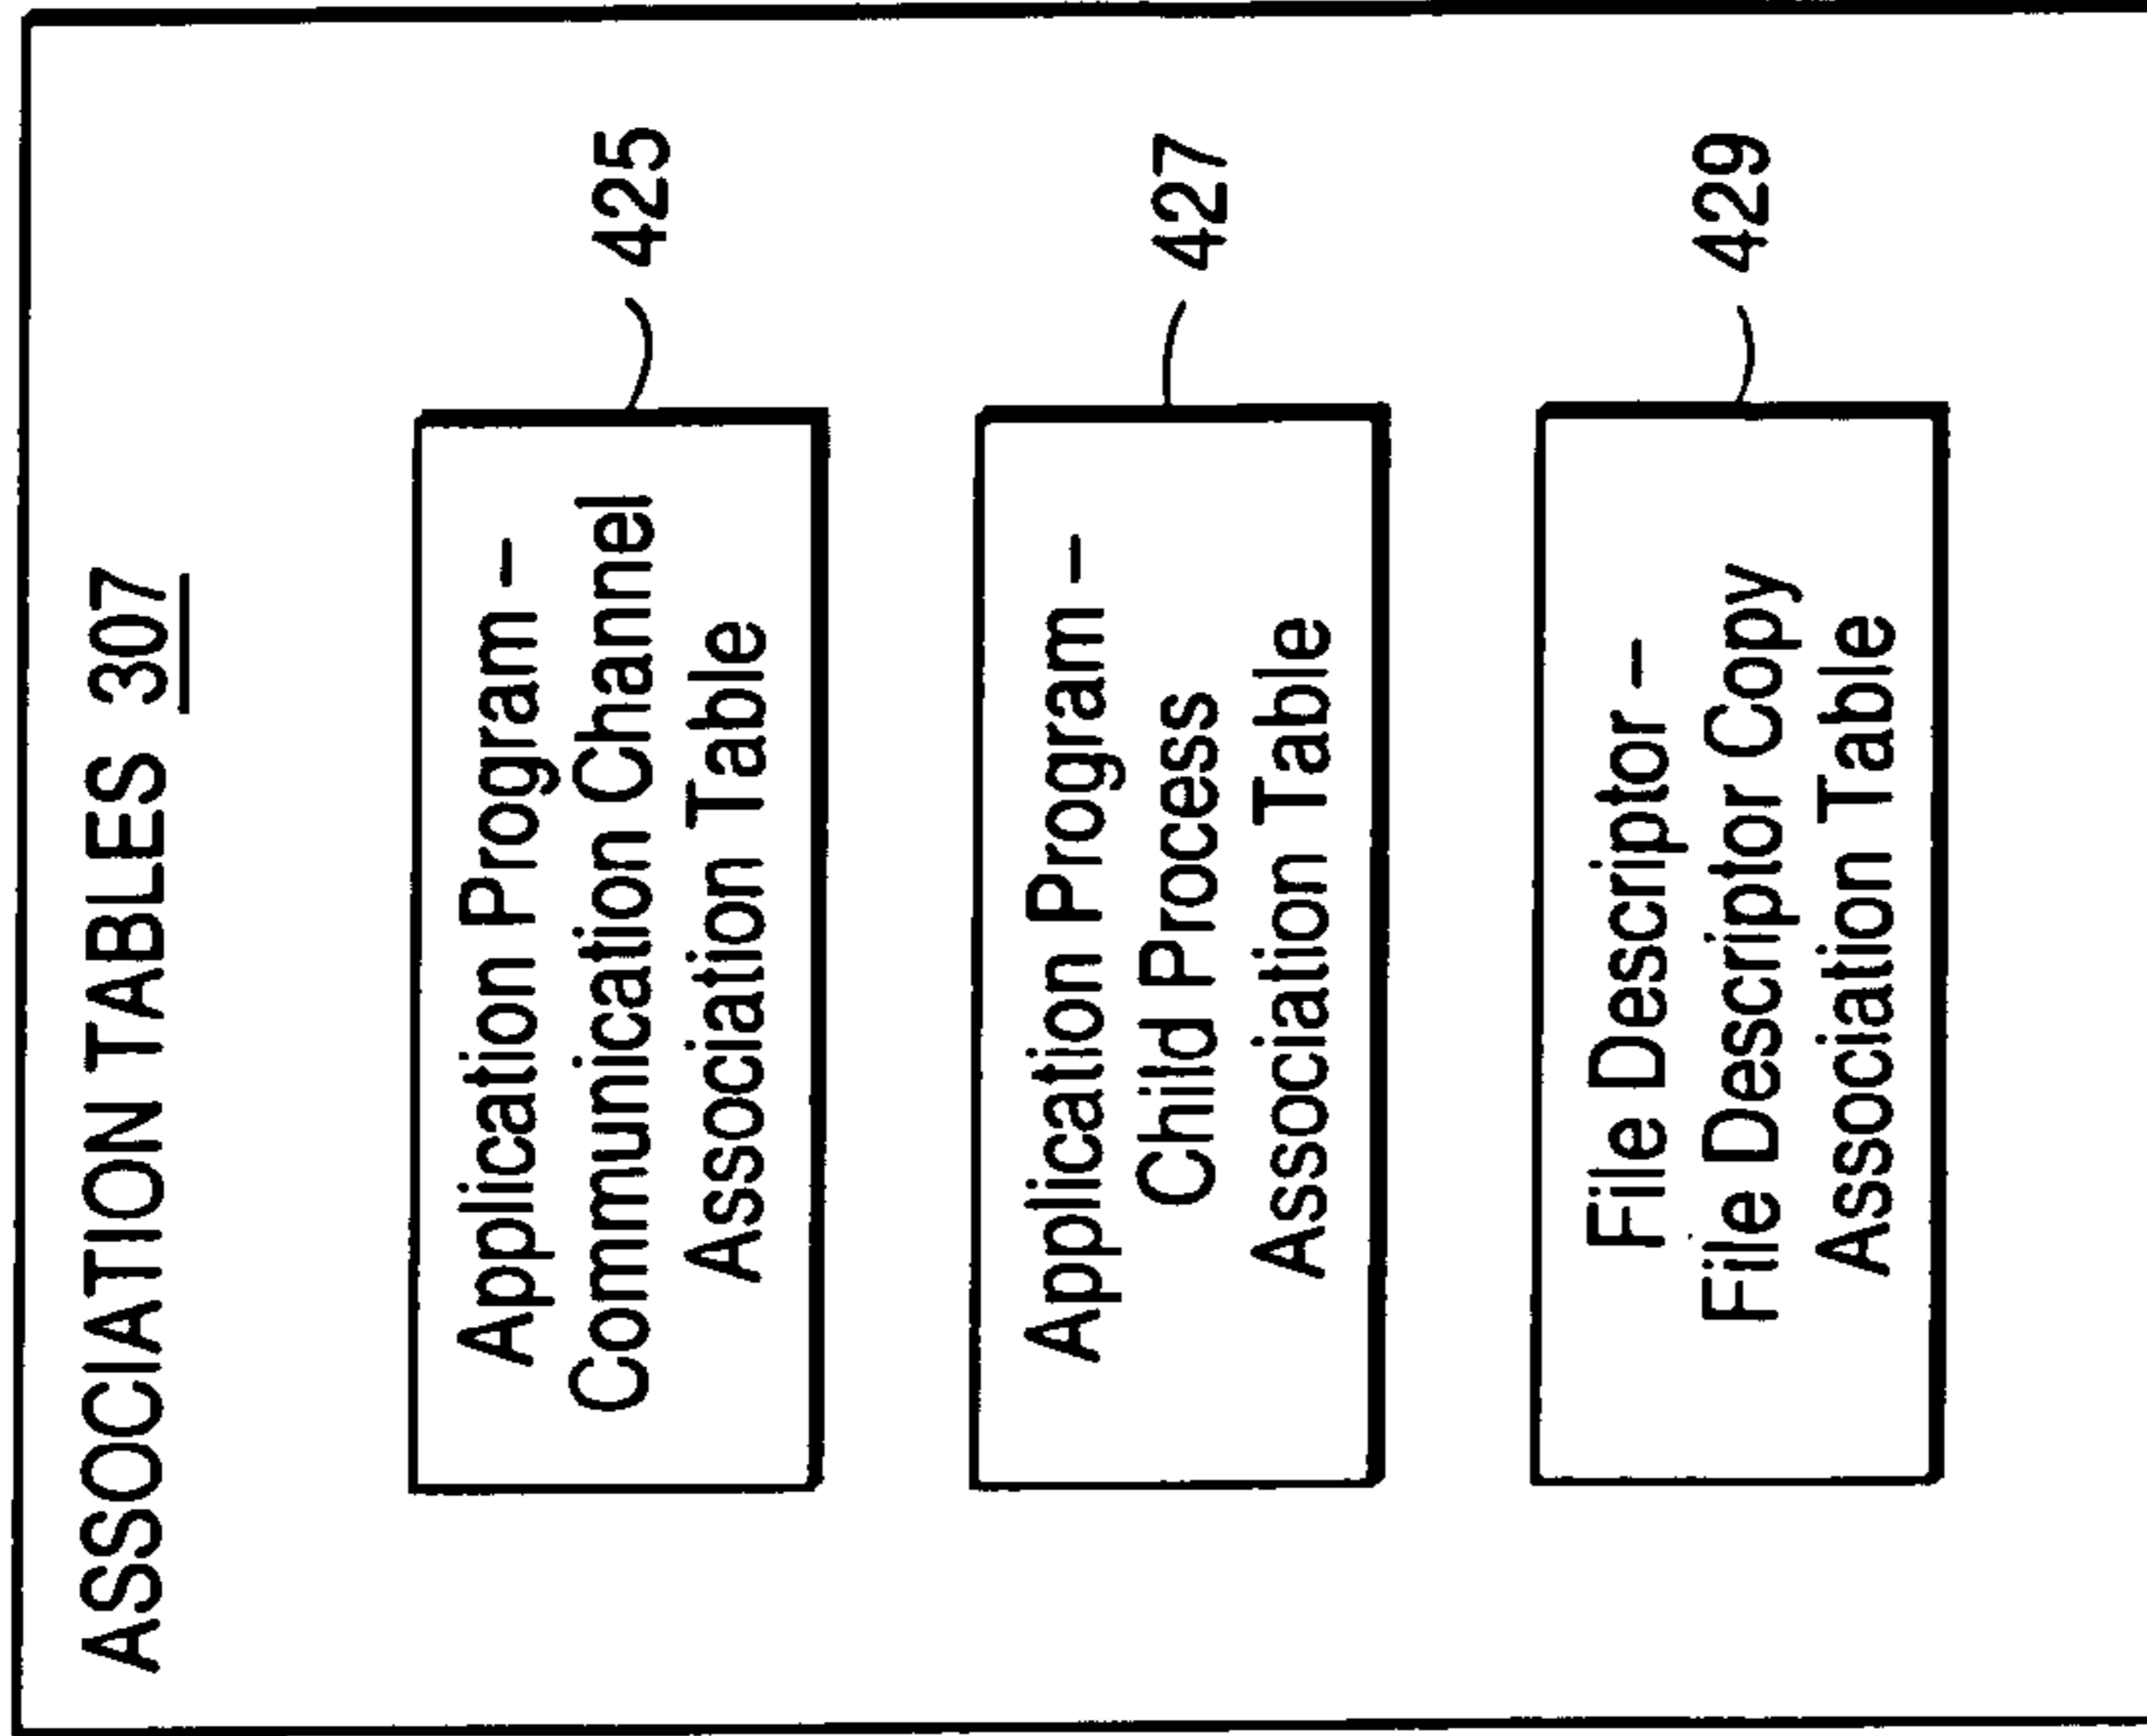 ASSOCIATION TABLES 307
Application Program –
Communication Channel
Association Table
425
Application Program –
Child Process
Association Table
427
File Descriptor –
File Descriptor Copy
Association Table
429